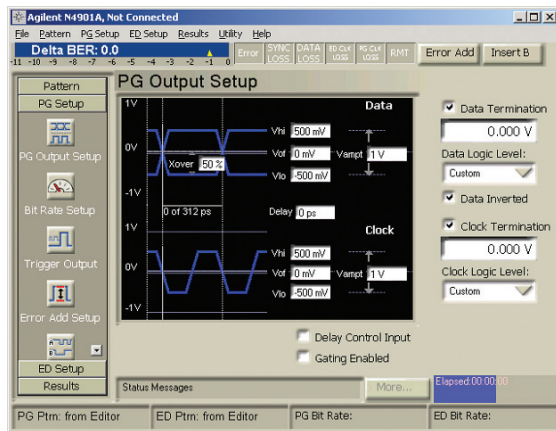 Agilent N4901A, Not Connected
File Pattern PG Setup ED Setup Results Utility Help
Delta BER: 0.0
-11 -10 -9 -8 -7 -6 -5 -4 -3 -2 -1 0
Error
SYNC LOSS
DATA LOSS
ED CLK LOSS
PG CLK LOSS
RMT
Error Add
Insert B
Pattern
PG Setup
PG Output Setup
Bit Rate Setup
Trigger Output
Error Add Setup
ED Setup
Results
PG Output Setup
1V
Data
0V
Xover 50 %
Vhi 500 mV
Vof 0 mV
Vampt 1 V
Vlo -500 mV
-1V
0 of 312 ps
Delay 0 ps
1V
Clock
Vhi 500 mV
0V
Vof 0 mV
Vampt 1 V
Vlo -500 mV
-1V
Data Termination
0.000 V
Data Logic Level:
Custom
Data Inverted
Clock Termination
0.000 V
Clock Logic Level:
Custom
Delay Control Input
Gating Enabled
Status Messages
More...
Elapsed:00:00:00
PG Ptrn: from Editor
ED Ptrn: from Editor
PG Bit Rate:
ED Bit Rate: